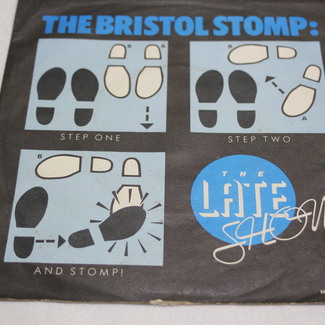 THE BRISTOL STOMP:
B A
STEP ONE
B
A
STEP TWO
B
A
AND STOMP!
THE
LATE
SHOW
M